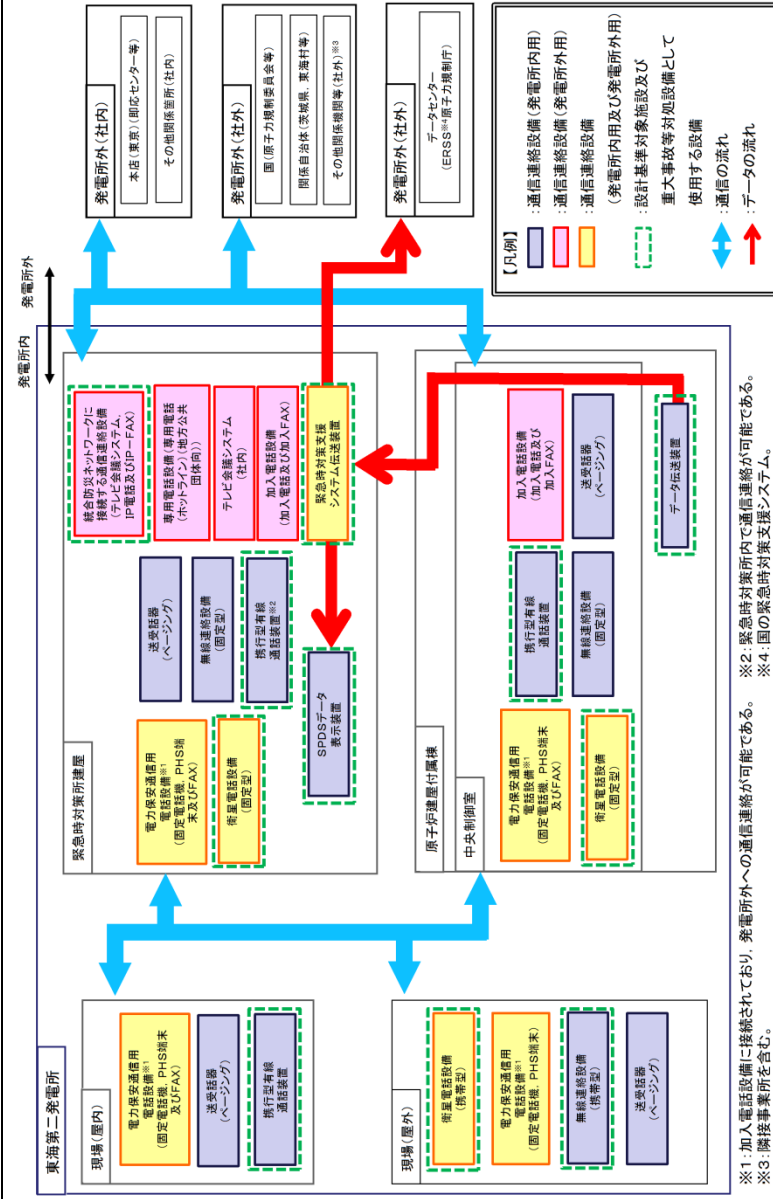 発電所内
発電所外
東海第二発電所
現場(屋内)
電力保安通信用
電話設備※1
(固定電話機、PHS端末
及びFAX)
送受話器
(ページング)
携行型有線
通話装置
現場(屋外)
衛星電話設備
(携帯型)
電力保安通信用
電話設備※1
(固定電話機、PHS端末)
無線連絡設備
(携帯型)
送受話器
(ページング)
緊急時対策所建屋
電力保安通信用
電話設備※1
(固定電話機、PHS端
末及びFAX)
衛星電話設備
(固定型)
送受話器
(ページング)
無線連絡設備
(固定型)
携行型有線
通話装置※2
SPDSデータ
表示装置
統合防災ネットワークに
接続する通信連絡設備
(テレビ会議システム、
IP電話及びIP-FAX)
専用電話設備(専用電話
(ホットライン)(地方公共
団体向))
テレビ会議システム
(社内)
加入電話設備
(加入電話及び加入FAX)
緊急時対策支援
システム伝送装置
原子炉建屋付属棟
中央制御室
電力保安通信用
電話設備※1
(固定電話機、PHS端末
及びFAX)
衛星電話設備
(固定型)
携行型有線
通話装置
無線連絡設備
(固定型)
加入電話設備
(加入電話及び
加入FAX)
送受話器
(ページング)
データ伝送装置
発電所外(社内)
本店(東京)(即応センター等)
その他関係箇所(社内)
発電所外(社外)
国(原子力規制委員会等)
関係自治体(茨城県、東海村等)
その他関係機関等(社外)※3
発電所外(社外)
データセンター
(ERSS※4原子力規制庁)
【凡例】
:通信連絡設備(発電所内用)
:通信連絡設備(発電所外用)
:通信連絡設備
(発電所内用及び発電所外用)
:設計基準対象施設及び
重大事故等対処設備として
使用する設備
:通信の流れ
:データの流れ
※1:加入電話設備に接続されており、発電所外への通信連絡が可能である。
※2:緊急時対策所内で通信連絡が可能である。
※3:隣接事業所を含む。
※4:国の緊急時対策支援システム。